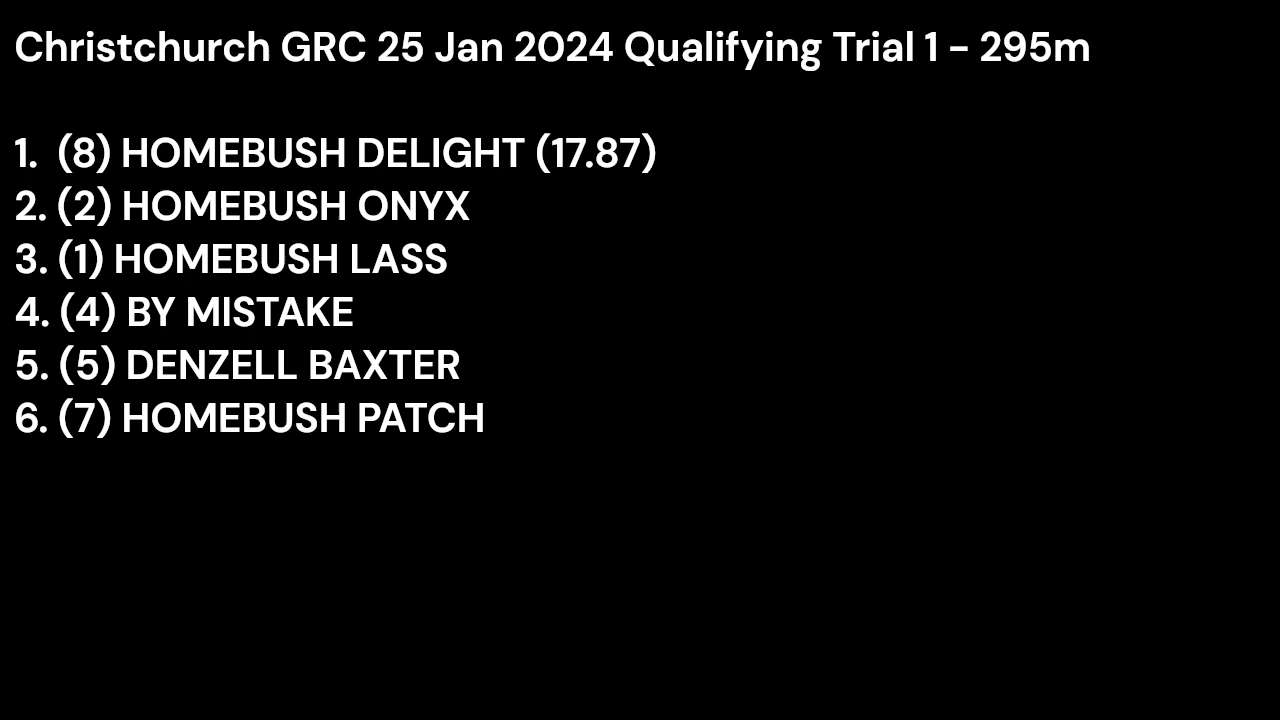 Christchurch GRC 25 Jan 2024 Qualifying Trial 1 - 295m
1. (8) HOMEBUSH DELIGHT (17.87)
2. (2) HOMEBUSH ONYX
3. (1) HOMEBUSH LASS
4. (4) BY MISTAKE
5. (5) DENZELL BAXTER
6. (7) HOMEBUSH PATCH